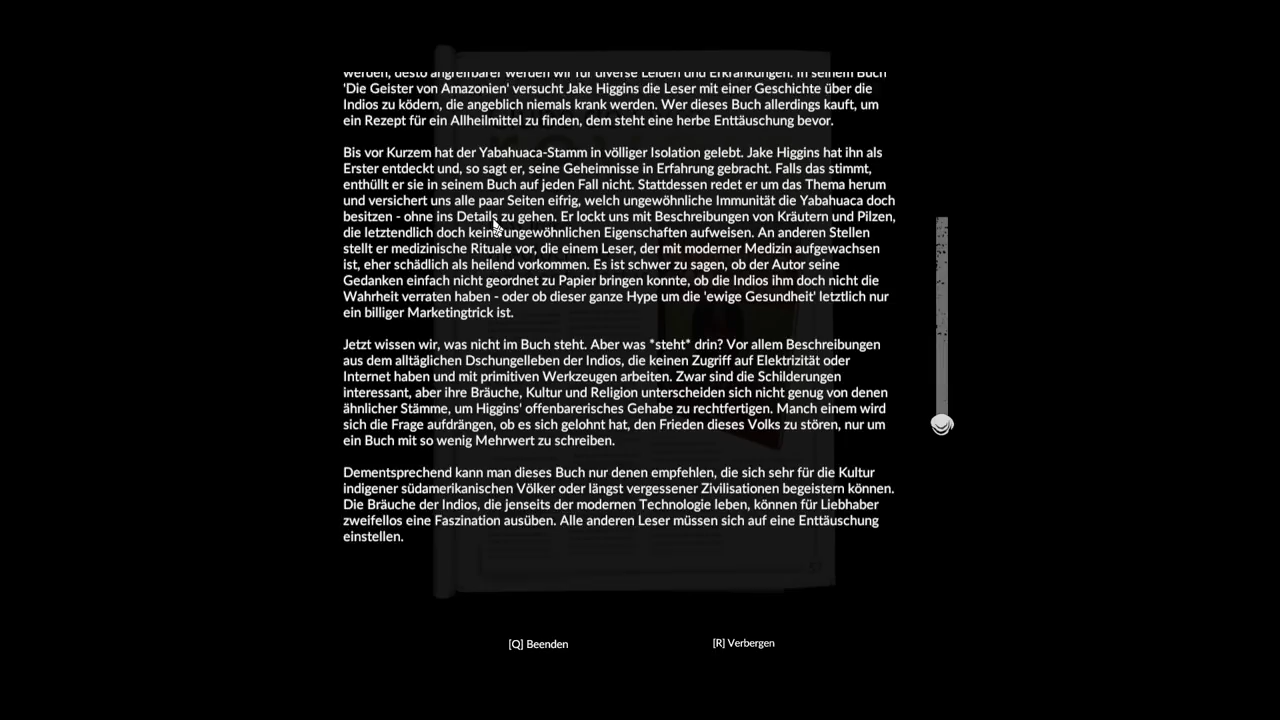 werden, desto angreifbarer werden wir für diverse Leiden und Erkrankungen. In seinem Buch
'Die Geister von Amazonien' versucht Jake Higgins die Leser mit einer Geschichte über die
Indios zu ködern, die angeblich niemals krank werden. Wer dieses Buch allerdings kauft, um
ein Rezept für ein Allheilmittel zu finden, dem steht eine herbe Enttäuschung bevor.
Bis vor Kurzem hat der Yabahuaca-Stamm in völliger Isolation gelebt. Jake Higgins hat ihn als
Erster entdeckt und, so sagt er, seine Geheimnisse in Erfahrung gebracht. Falls das stimmt,
enthüllt er sie in seinem Buch auf jeden Fall nicht. Stattdessen redet er um das Thema herum
und versichert uns alle paar Seiten eifrig, welch ungewöhnliche Immunität die Yabahuaca doch
besitzen - ohne ins Details zu gehen. Er lockt uns mit Beschreibungen von Kräutern und Pilzen,
die letztendlich doch keine ungewöhnlichen Eigenschaften aufweisen. An anderen Stellen
stellt er medizinische Rituale vor, die einem Leser, der mit moderner Medizin aufgewachsen
ist, eher schädlich als heilend vorkommen. Es ist schwer zu sagen, ob der Autor seine
Gedanken einfach nicht geordnet zu Papier bringen konnte, ob die Indios ihm doch nicht die
Wahrheit verraten haben - oder ob dieser ganze Hype um die 'ewige Gesundheit' letztlich nur
ein billiger Marketingtrick ist.
Jetzt wissen wir, was nicht im Buch steht. Aber was *steht* drin? Vor allem Beschreibungen
aus dem alltäglichen Dschungelleben der Indios, die keinen Zugriff auf Elektrizität oder
Internet haben und mit primitiven Werkzeugen arbeiten. Zwar sind die Schilderungen
interessant, aber ihre Bräuche, Kultur und Religion unterscheiden sich nicht genug von denen
ähnlicher Stämme, um Higgins' offenbarerisches Gehabe zu rechtfertigen. Manch einem wird
sich die Frage aufdrängen, ob es sich gelohnt hat, den Frieden dieses Volks zu stören, nur um
ein Buch mit so wenig Mehrwert zu schreiben.
Dementsprechend kann man dieses Buch nur denen empfehlen, die sich sehr für die Kultur
indigener südamerikanischen Völker oder längst vergessener Zivilisationen begeistern können.
Die Bräuche der Indios, die jenseits der modernen Technologie leben, können für Liebhaber
zweifellos eine Faszination ausüben. Alle anderen Leser müssen sich auf eine Enttäuschung
einstellen.
[Q] Beenden
[R] Verbergen